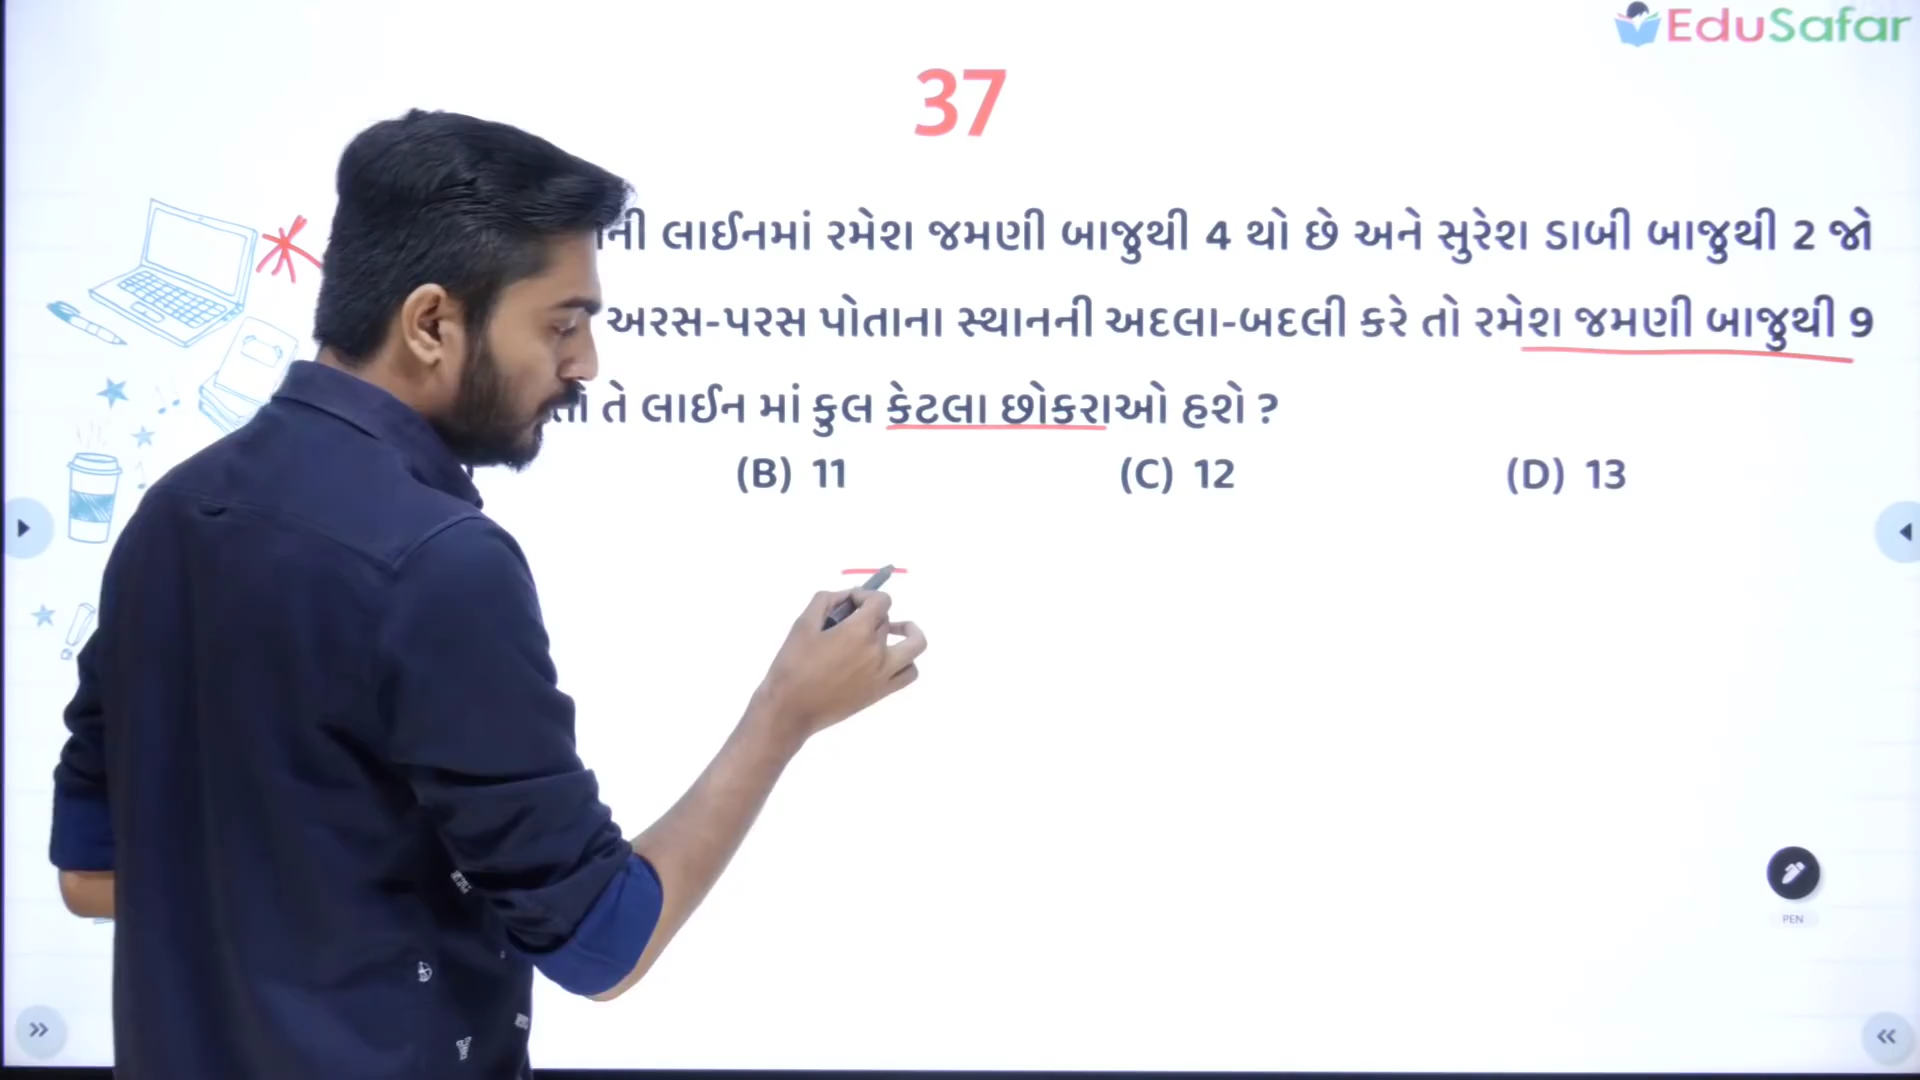 EduSafar
37
ની લાઈનમાં રમેશ જમણી બાજુથી 4 થો છે અને સુરેશ ડાબી બાજુથી 2 જો
અરસ-પરસ પોતાના સ્થાનની અદલા-બદલી કરે તો રમેશ જમણી બાજુથી 9
તો તે લાઈન માં કુલ કેટલા છોકરાઓ હશે ?
(B) 11 (C) 12 (D) 13
PEN